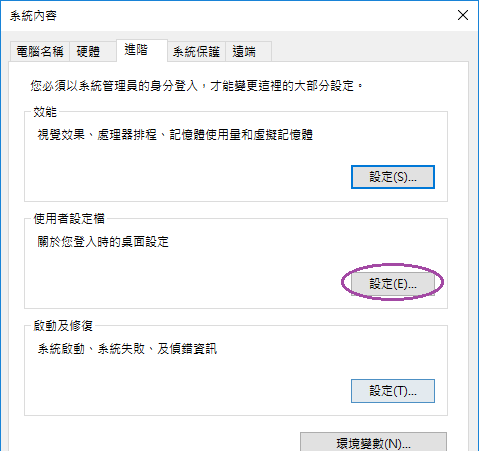 系統內容
電腦名稱 硬體 進階 系統保護 遠端
您必須以系統管理員的身分登入，才能變更這裡的大部分設定。
效能
視覺效果、處理器排程、記憶體使用量和虛擬記憶體
設定(S)...
使用者設定檔
關於您登入時的桌面設定
設定(E)...
啟動及修復
系統啟動、系統失敗、及偵錯資訊
設定(T)...
環境變數(N)...